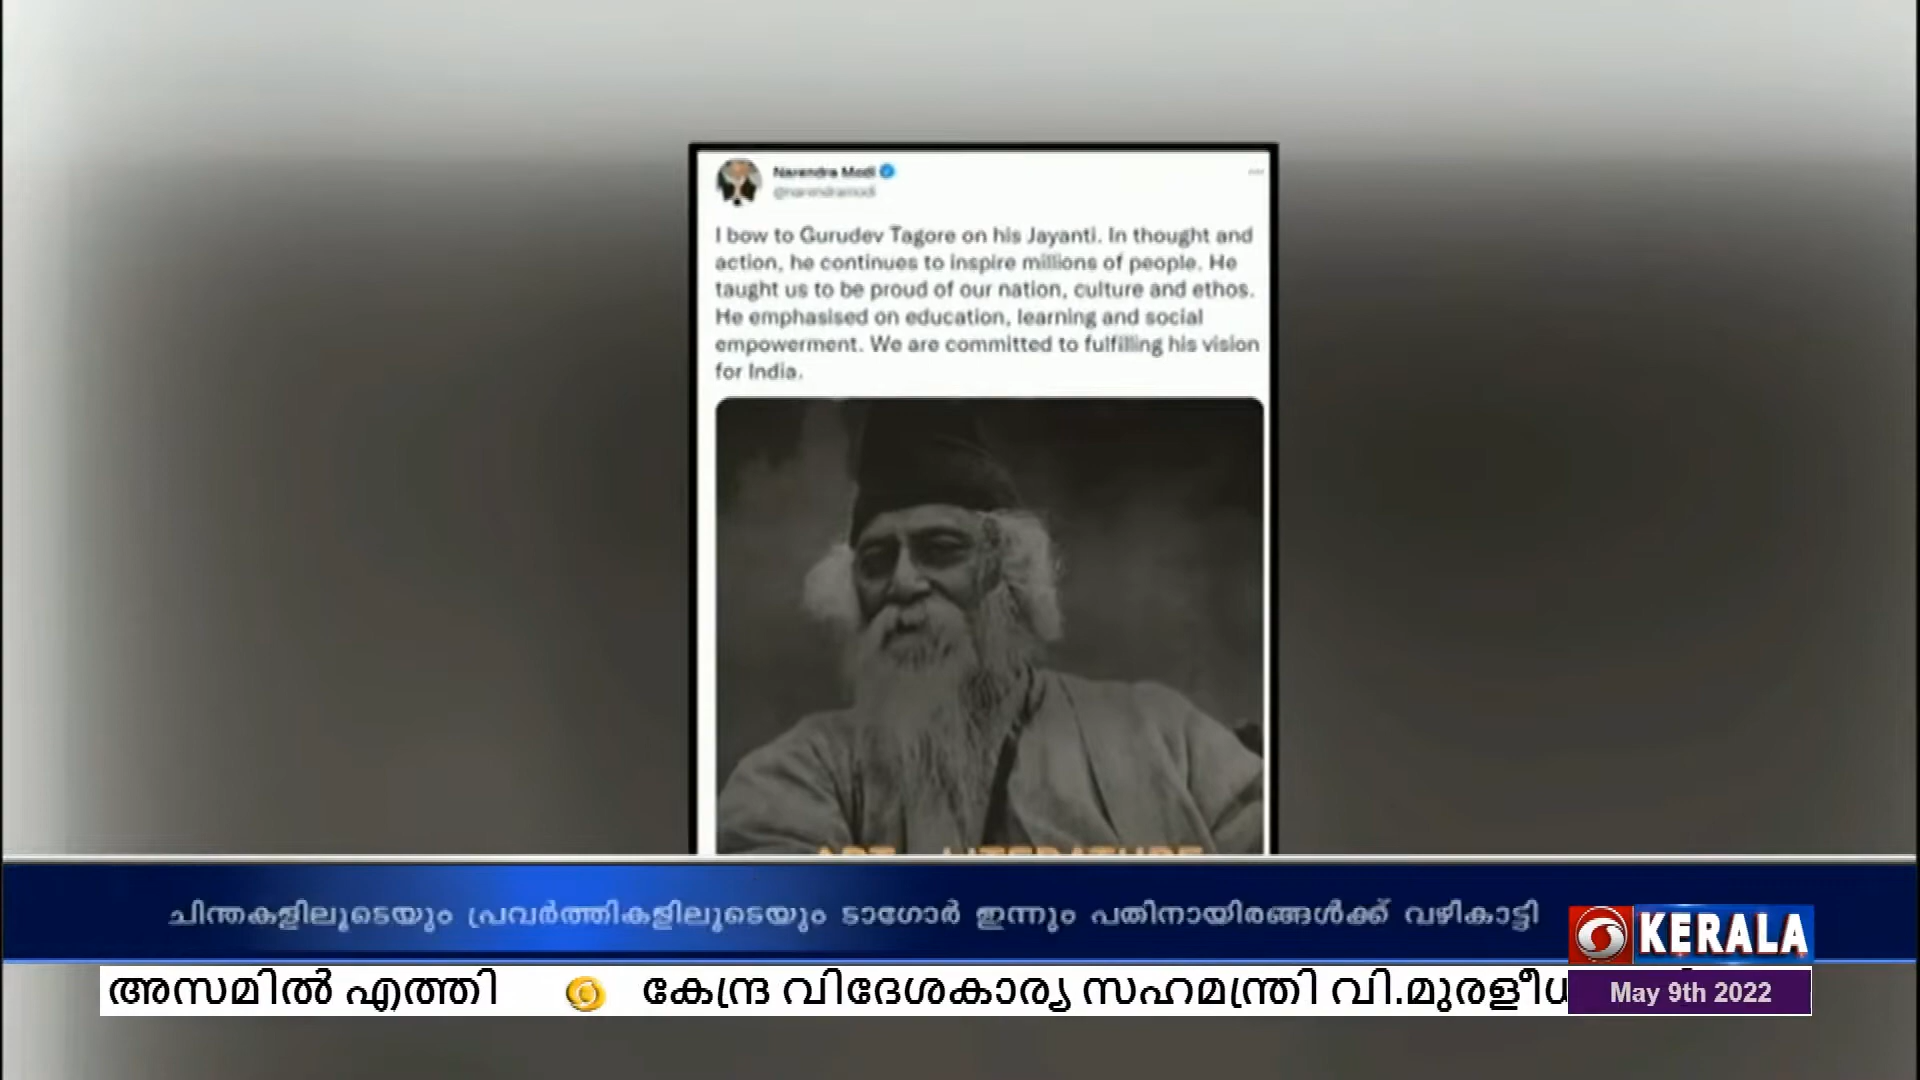 Narendra Modi
@narendramodi
I bow to Gurudev Tagore on his Jayanti. In thought and
action, he continues to inspire millions of people. He
taught us to be proud of our nation, culture and ethos.
He emphasised on education, learning and social
empowerment. We are committed to fulfilling his vision
for India.
ART LITERATURE
ചിന്തകളിലൂടെയും പ്രവർത്തികളിലൂടെയും ടാഗോർ ഇന്നും പതിനായിരങ്ങൾക്ക് വഴികാട്ടി
KERALA
അസമിൽ എത്തി കേന്ദ്ര വിദേശകാര്യ സഹമന്ത്രി വി.മുരളീധ
May 9th 2022